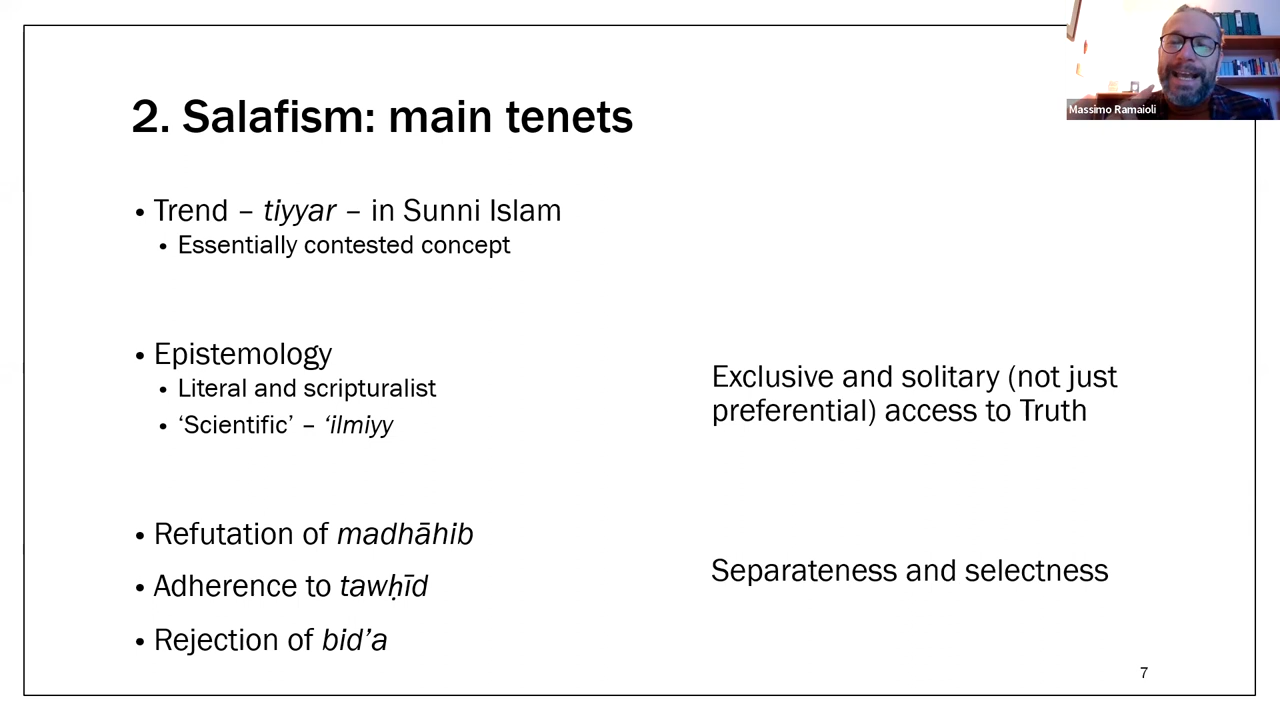 Massimo Ramaioli
2. Salafism: main tenets
• Trend – tiyyar – in Sunni Islam
• Essentially contested concept
• Epistemology
• Literal and scripturalist
• ‘Scientific’ – ‘ilmiyy
Exclusive and solitary (not just
preferential) access to Truth
• Refutation of madhāhib
• Adherence to tawḥīd
• Rejection of bid’a
Separateness and selectness
7